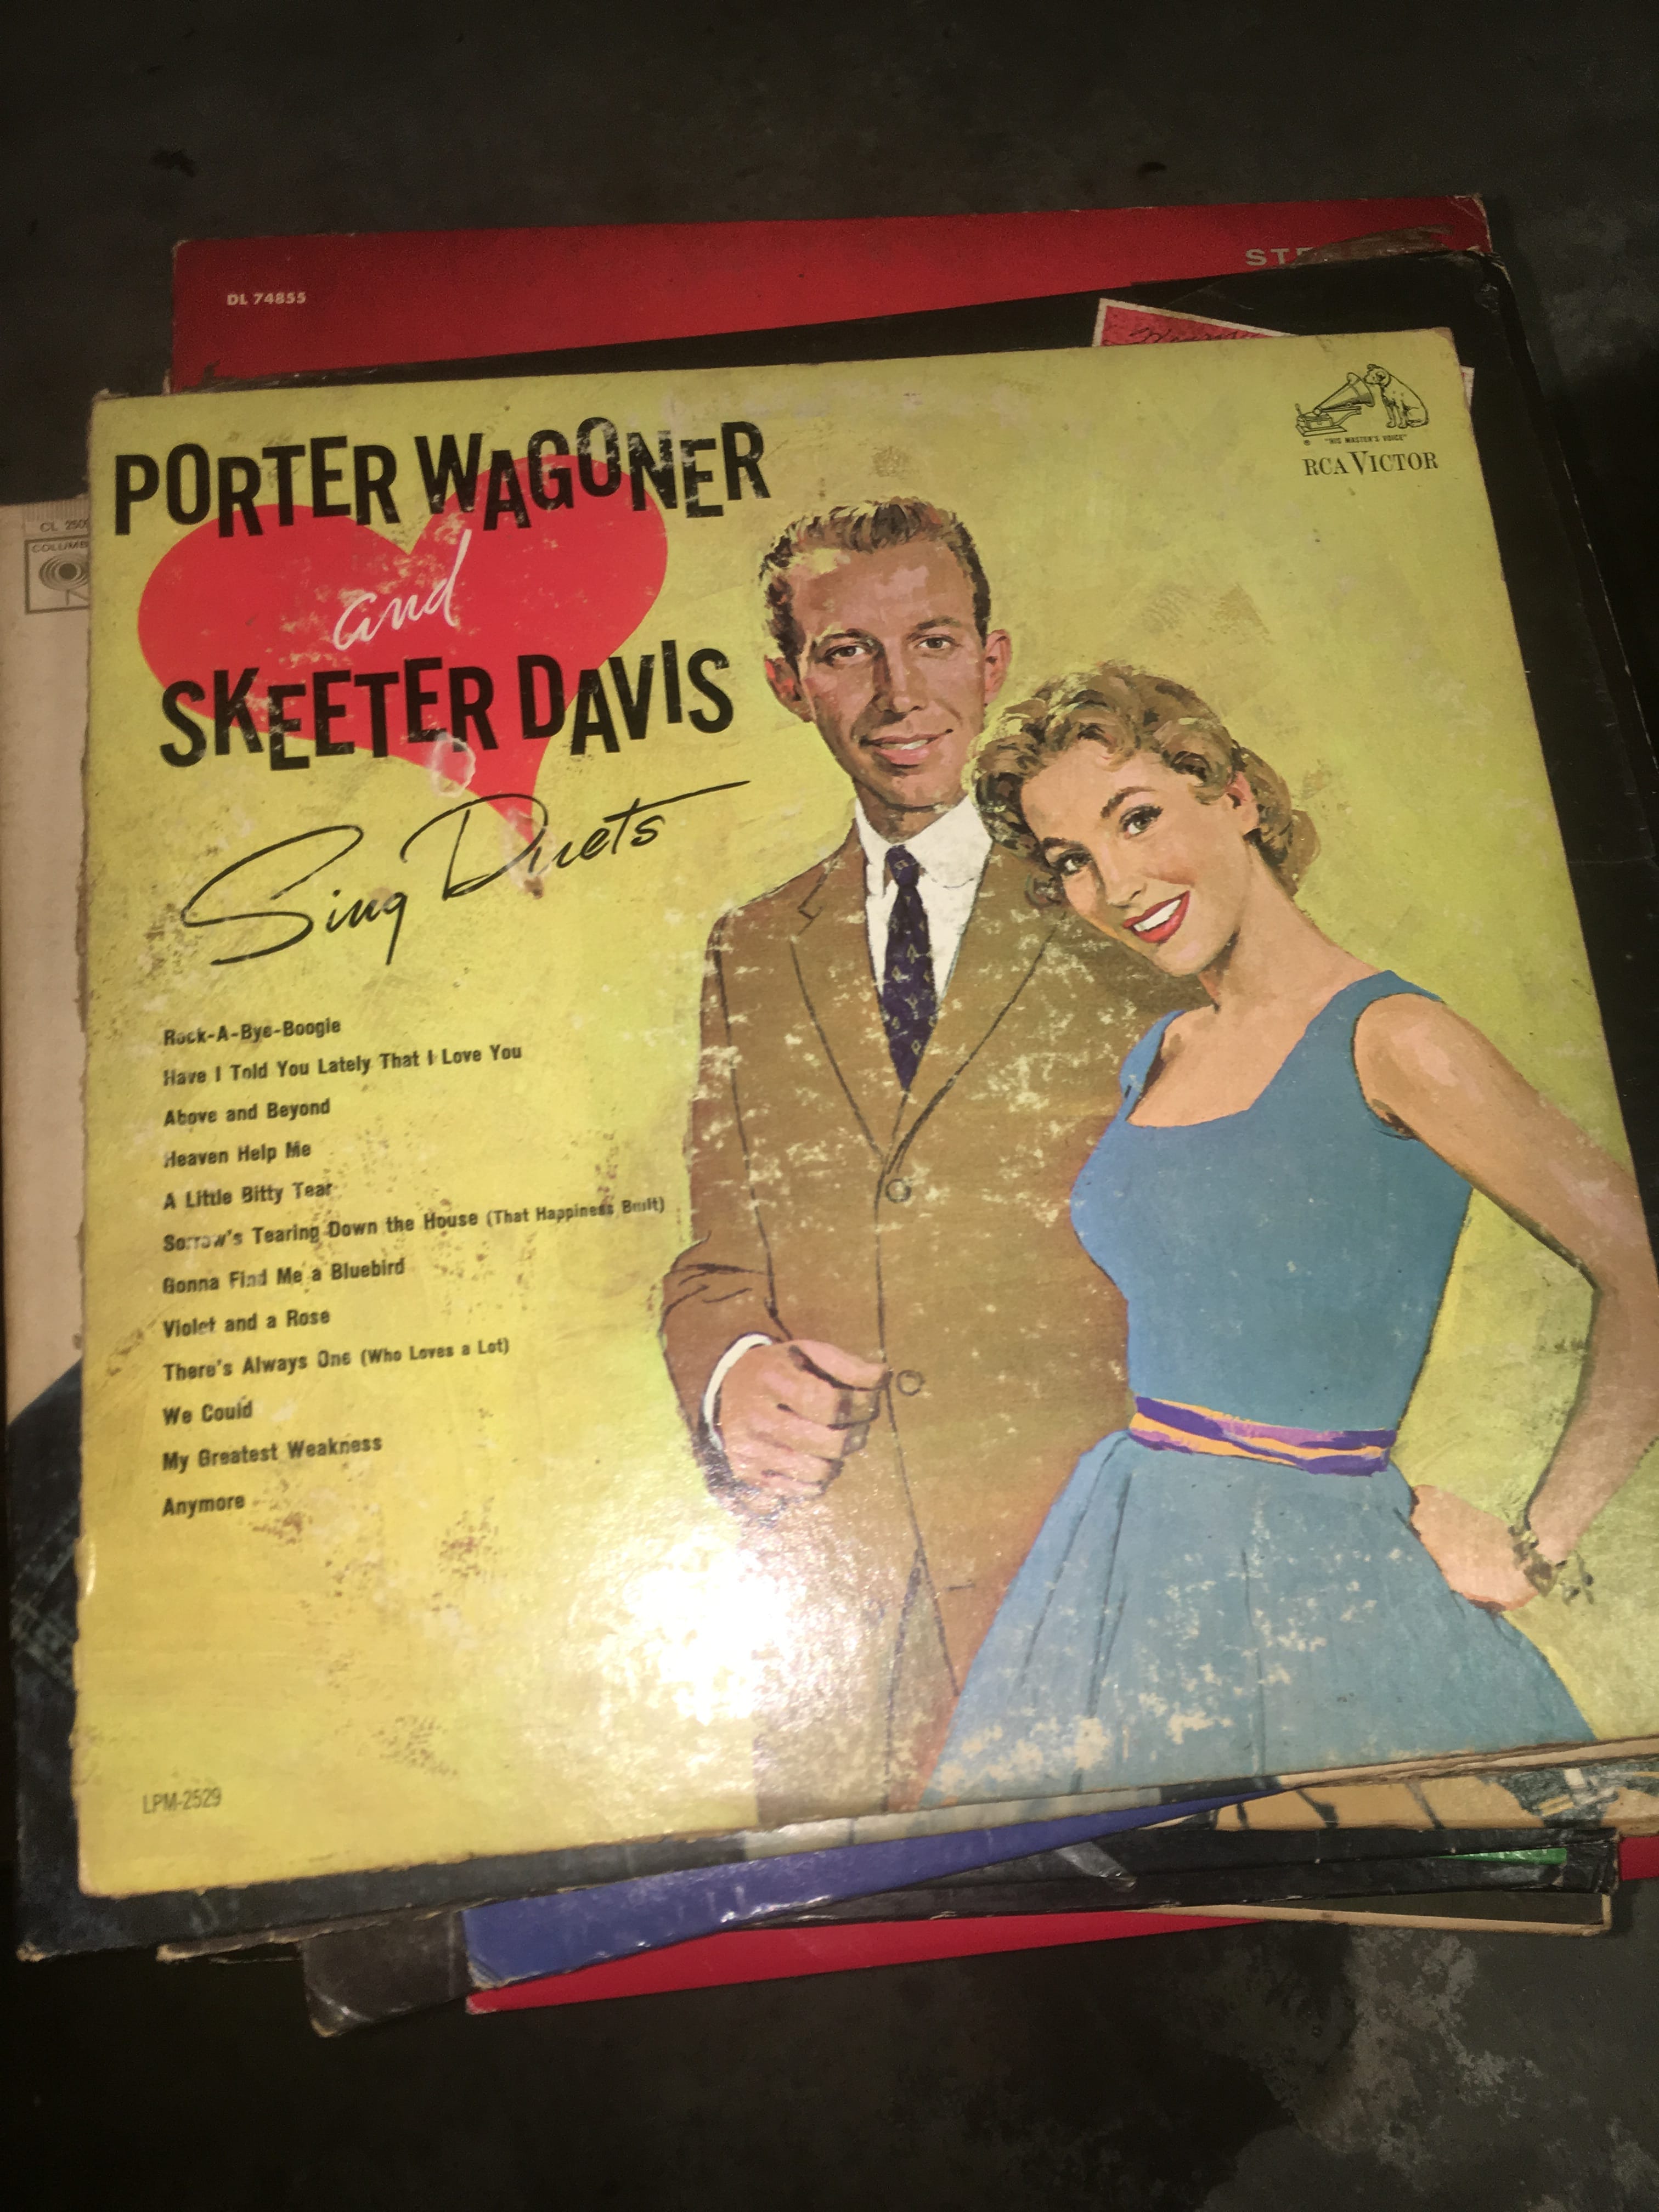 DL 74855
PORTER WAGONER
and
SKEETER DAVIS
Sing Duets
Rock-A-Bye-Boogie
Have I Told You Lately That I Love You
Above and Beyond
Heaven Help Me
A Little Bitty Tear
Sorrow's Tearing Down the House (That Happiness Built)
Gonna Find Me a Bluebird
Violet and a Rose
There's Always One (Who Loves a Lot)
We Could
My Greatest Weakness
Anymore
LPM-2529
®
"HIS MASTER'S VOICE"
RCA VICTOR